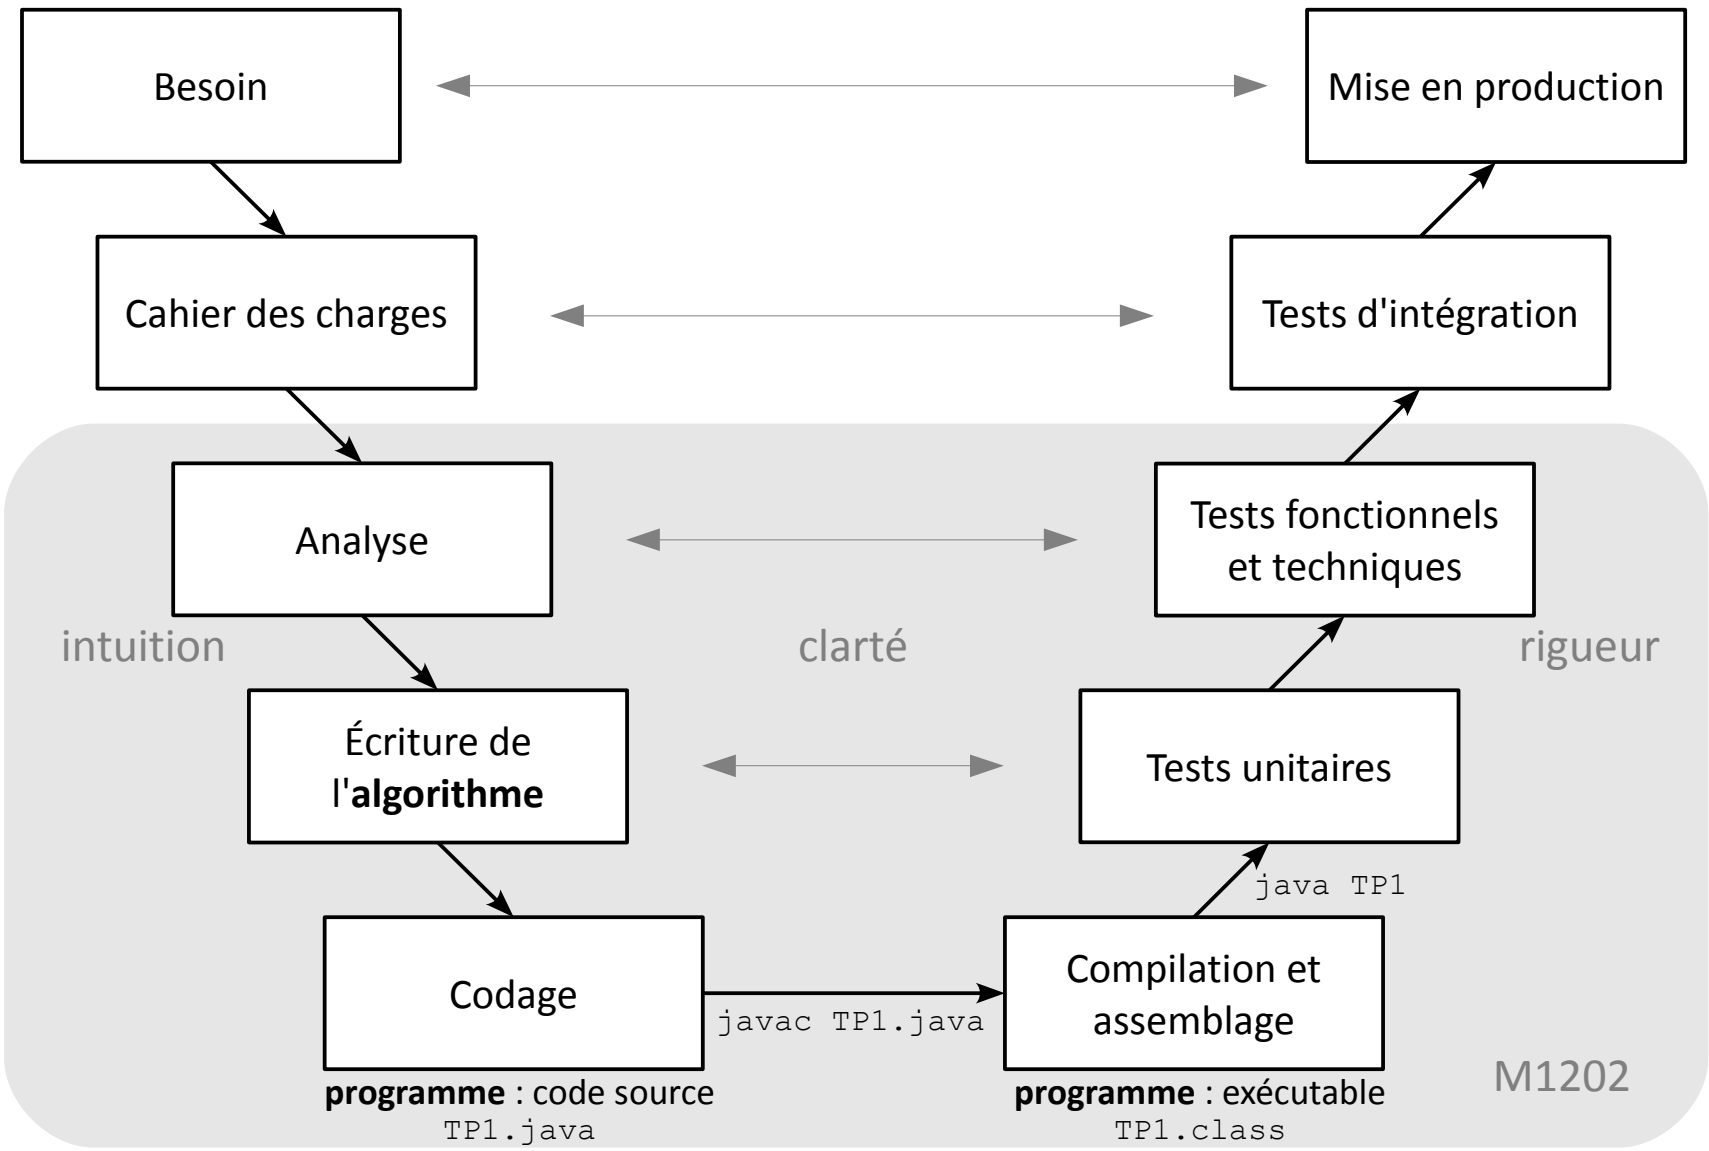 Besoin
Mise en production
Cahier des charges
Tests d'intégration
Analyse
Tests fonctionnels
et techniques
intuition
clarté
rigueur
Écriture de
l'algorithme
Tests unitaires
java TP1
Codage
javac TP1.java
Compilation et
assemblage
programme : code source
TP1.java
programme : exécutable
TP1.class
M1202